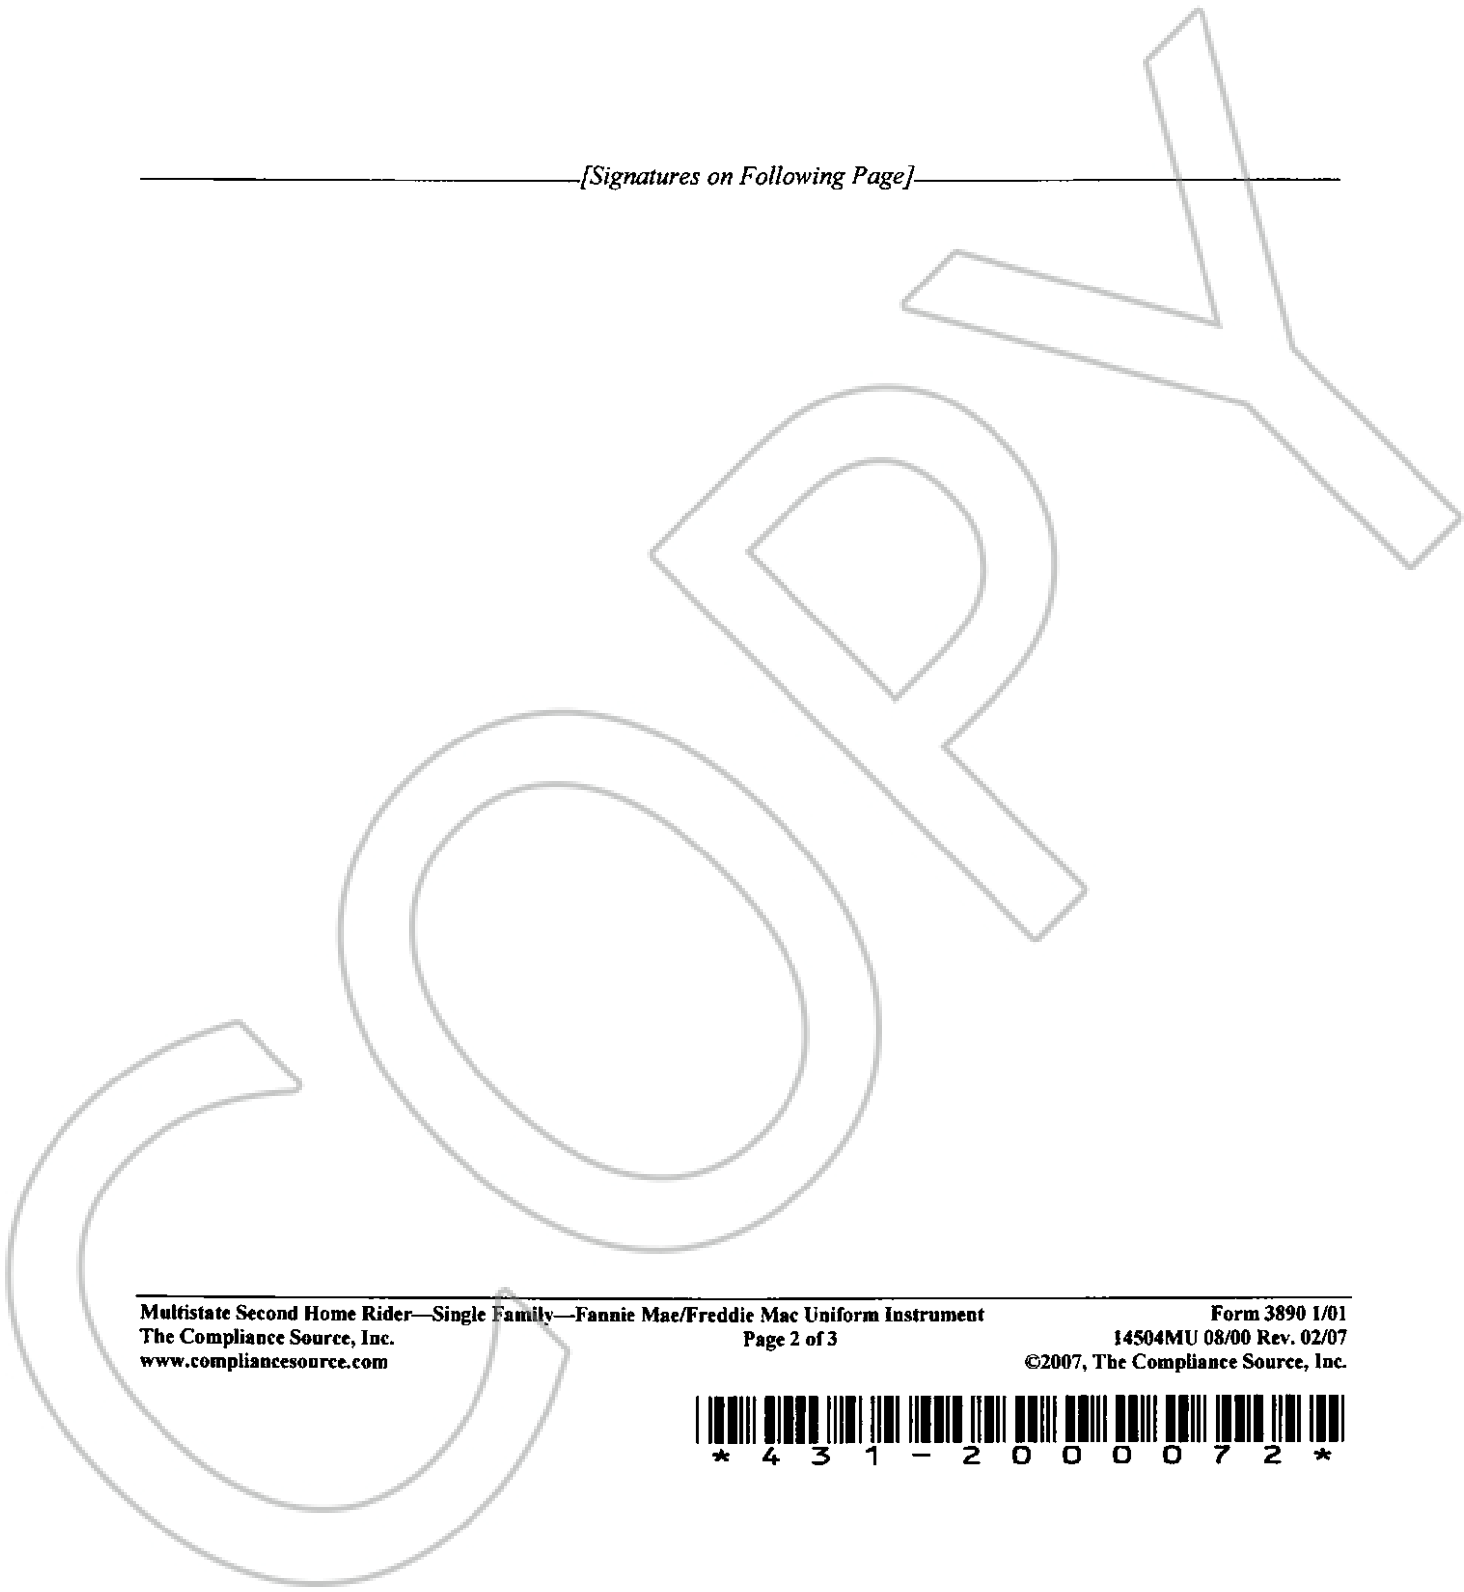 [Signatures on Following Page]
COPY
Multistate Second Home Rider—Single Family—Fannie Mae/Freddie Mac Uniform Instrument Form 3890 1/01
The Compliance Source, Inc. Page 2 of 3 14504MU 08/00 Rev. 02/07
www.compliancesource.com ©2007, The Compliance Source, Inc.
*431-2000072*